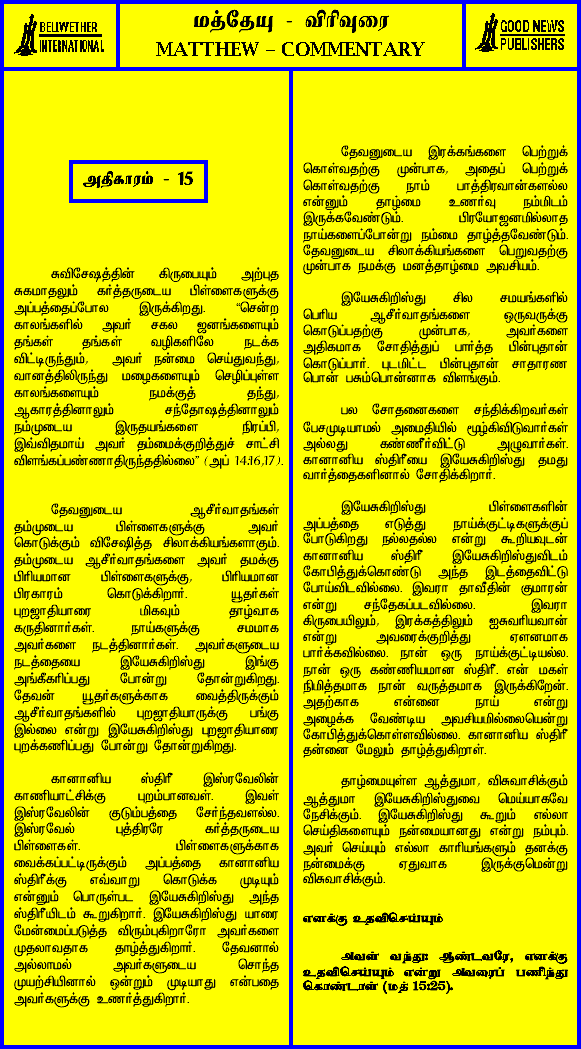 BELIWETHER
INTERNATIONAL
மத்தேயு - விரிவுரை
MATTHEW – COMMENTARY
GOOD NEWS
PUBLISHERS
அதிகாரம் - 15
சுவிசேஷத்தின் கிருபையும் அற்புத
சுகமாதலும் கர்த்தருடைய பிள்ளைகளுக்கு
அப்பத்தைப்போல இருக்கிறது. “சென்ற
காலங்களில் அவர் சகல ஜனங்களையும்
தங்கள் தங்கள் வழிகளிலே நடக்க
விட்டிருந்தும், அவர் நன்மை செய்துவந்து,
வானத்திலிருந்து மழைகளையும் செழிப்புள்ள
காலங்களையும் நமக்குத் தந்து,
ஆகாரத்தினாலும் சந்தோஷத்தினாலும்
நம்முடைய இருதயங்களை நிரப்பி,
இவ்விதமாய் அவர் தம்மைக்குறித்துச் சாட்சி
விளங்கப்பண்ணாதிருந்ததில்லை” (அப் 14:16,17).
தேவனுடைய ஆசீர்வாதங்கள்
தம்முடைய பிள்ளைகளுக்கு அவர்
கொடுக்கும் விசேஷித்த சிலாக்கியங்களாகும்.
தம்முடைய ஆசீர்வாதங்களை அவர் தமக்கு
பிரியமான பிள்ளைகளுக்கு, பிரியமான
பிரகாரம் கொடுக்கிறார். யூதர்கள்
புறஜாதியாரை மிகவும் தாழ்வாக
கருதினார்கள். நாய்களுக்கு சமமாக
அவர்களை நடத்தினார்கள். அவர்களுடைய
நடத்தையை இயேசுகிறிஸ்து இங்கு
அங்கீகரிப்பது போன்று தோன்றுகிறது.
தேவன் யூதர்களுக்காக வைத்திருக்கும்
ஆசீர்வாதங்களில் புறஜாதியாருக்கு பங்கு
இல்லை என்று இயேசுகிறிஸ்து புறஜாதியாரை
புறக்கணிப்பது போன்று தோன்றுகிறது.
கானானிய ஸ்திரீ இஸ்ரவேலின்
காணியாட்சிக்கு புறம்பானவள். இவள்
இஸ்ரவேலின் குடும்பத்தை சேர்ந்தவளல்ல.
இஸ்ரவேல் புத்திரரே கர்த்தருடைய
பிள்ளைகள். பிள்ளைகளுக்காக
வைக்கப்பட்டிருக்கும் அப்பத்தை கானானிய
ஸ்திரீக்கு எவ்வாறு கொடுக்க முடியும்
என்னும் பொருள்பட இயேசுகிறிஸ்து அந்த
ஸ்திரீயிடம் கூறுகிறார். இயேசுகிறிஸ்து யாரை
மேன்மைப்படுத்த விரும்புகிறாரோ அவர்களை
முதலாவதாக தாழ்த்துகிறார். தேவனால்
அல்லாமல் அவர்களுடைய சொந்த
முயற்சியினால் ஒன்றும் முடியாது என்பதை
அவர்களுக்கு உணர்த்துகிறார்.
தேவனுடைய இரக்கங்களை பெற்றுக்
கொள்வதற்கு முன்பாக, அதைப் பெற்றுக்
கொள்வதற்கு நாம் பாத்திரவான்களல்ல
என்னும் தாழ்மை உணர்வு நம்மிடம்
இருக்கவேண்டும். பிரயோஜனமில்லாத
நாய்களைப்போன்று நம்மை தாழ்த்தவேண்டும்.
தேவனுடைய சிலாக்கியங்களை பெறுவதற்கு
முன்பாக நமக்கு மனத்தாழ்மை அவசியம்.
இயேசுகிறிஸ்து சில சமயங்களில்
பெரிய ஆசீர்வாதங்களை ஒருவருக்கு
கொடுப்பதற்கு முன்பாக, அவர்களை
அதிகமாக சோதித்துப் பார்த்த பின்புதான்
கொடுப்பார். புடமிட்ட பின்புதான் சாதாரண
பொன் பசும்பொன்னாக விளங்கும்.
பல சோதனைகளை சந்திக்கிறவர்கள்
பேசமுடியாமல் அமைதியில் மூழ்கிவிடுவார்கள்
அல்லது கண்ணீர்விட்டு அழுவார்கள்.
கானானிய ஸ்திரீயை இயேசுகிறிஸ்து தமது
வார்த்தைகளினால் சோதிக்கிறார்.
இயேசுகிறிஸ்து பிள்ளைகளின்
அப்பத்தை எடுத்து நாய்க்குட்டிகளுக்குப்
போடுகிறது நல்லதல்ல என்று கூறியவுடன்
கானானிய ஸ்திரீ இயேசுகிறிஸ்துவிடம்
கோபித்துக்கொண்டு அந்த இடத்தைவிட்டு
போய்விடவில்லை. இவரா தாவீதின் குமாரன்
என்று சந்தேகப்படவில்லை. இவரா
கிருபையிலும், இரக்கத்திலும் ஐசுவரியவான்
என்று அவரைக்குறித்து ஏளனமாக
பார்க்கவில்லை. நான் ஒரு நாய்க்குட்டியல்ல.
நான் ஒரு கண்ணியமான ஸ்திரீ. என் மகள்
நிமித்தமாக நான் வருத்தமாக இருக்கிறேன்.
அதற்காக என்னை நாய் என்று
அழைக்க வேண்டிய அவசியமில்லையென்று
கோபித்துக்கொள்ளவில்லை. கானானிய ஸ்திரீ
தன்னை மேலும் தாழ்த்துகிறாள்.
தாழ்மையுள்ள ஆத்துமா, விசுவாசிக்கும்
ஆத்துமா இயேசுகிறிஸ்துவை மெய்யாகவே
நேசிக்கும். இயேசுகிறிஸ்து கூறும் எல்லா
செய்திகளையும் நன்மையானது என்று நம்பும்.
அவர் செய்யும் எல்லா காரியங்களும் தனக்கு
நன்மைக்கு ஏதுவாக இருக்குமென்று
விசுவாசிக்கும்.
எனக்கு உதவிசெய்யும்
அவள் வந்து: ஆண்டவரே, எனக்கு
உதவிசெய்யும் என்று அவரைப் பணிந்து
கொண்டாள் (மத் 15:25).